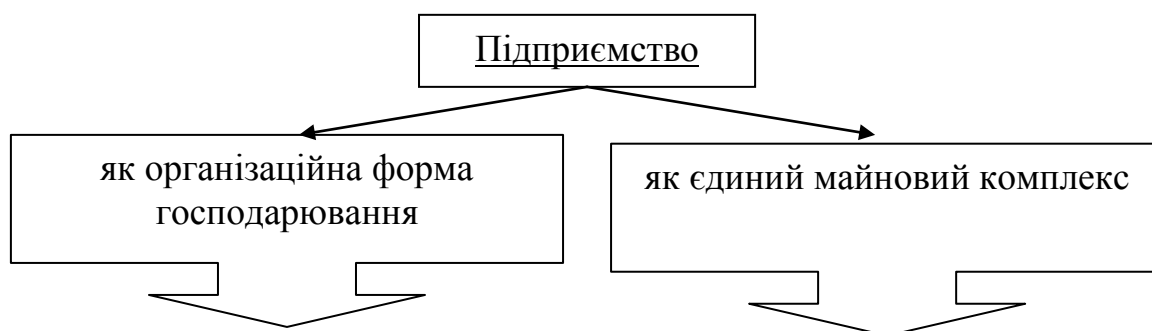 Підприємство
як організаційна форма
господарювання
як єдиний майновий комплекс